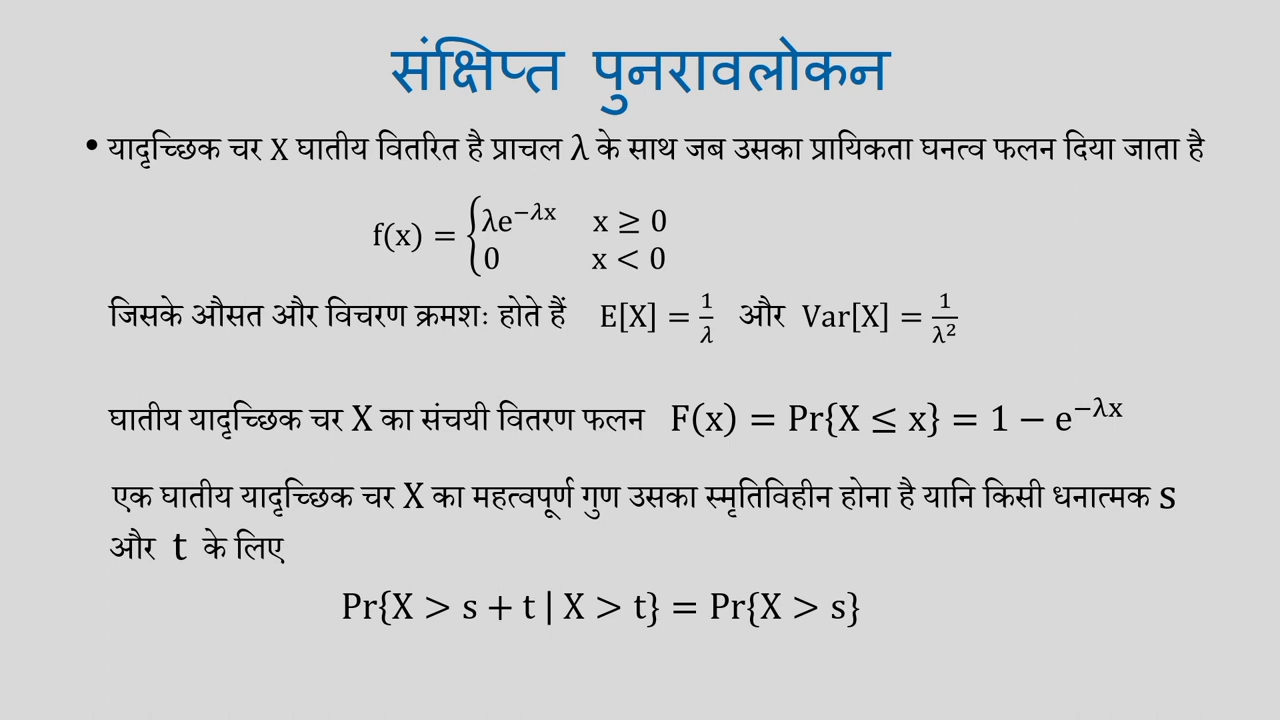 संक्षिप्त पुनरावलोकन
• यादृच्छिक चर X घातीय वितरित है प्राचल λ के साथ जब उसका प्रायिकता घनत्व फलन दिया जाता है
f(x) = {λe^{−λx} x ≥ 0
0 x < 0
जिसके औसत और विचरण क्रमशः होते हैं E[X] = 1/λ और Var[X] = 1/λ²
घातीय यादृच्छिक चर X का संचयी वितरण फलन F(x) = Pr{X ≤ x} = 1 − e^{−λx}
एक घातीय यादृच्छिक चर X का महत्वपूर्ण गुण उसका स्मृतिविहीन होना है यानि किसी धनात्मक s
और t के लिए
Pr{X > s + t | X > t} = Pr{X > s}